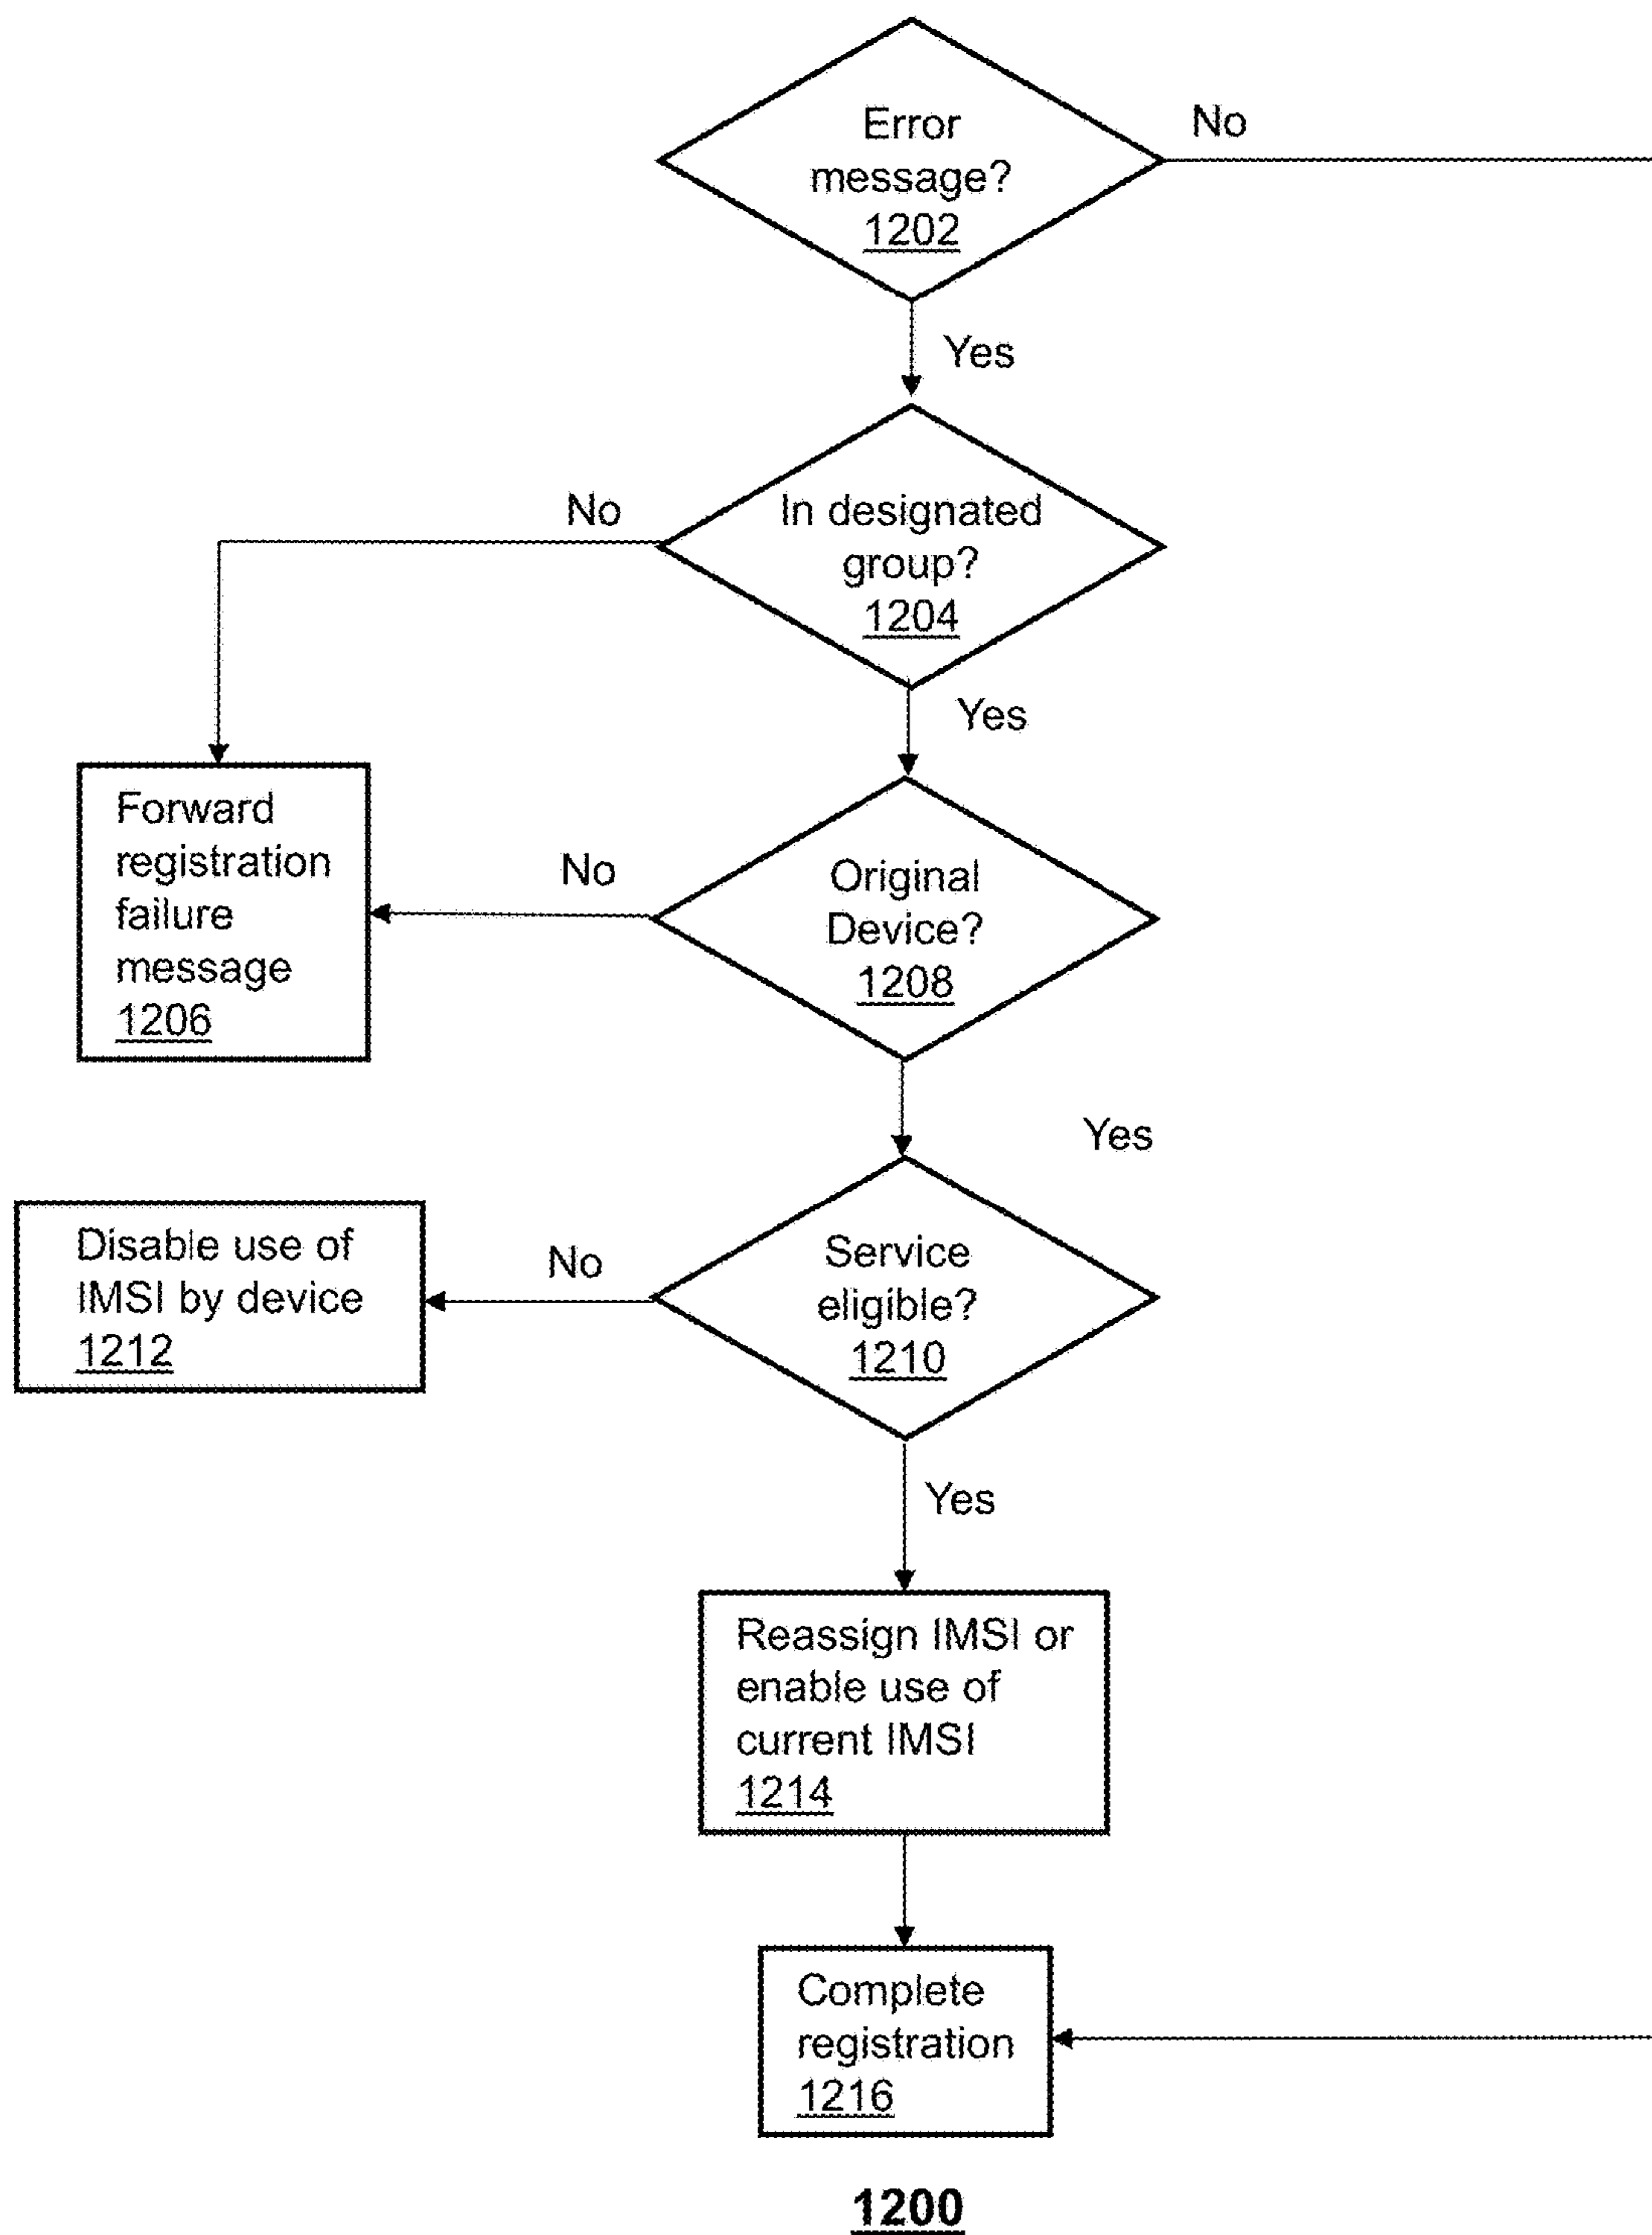 Error
message?
1202
No
Yes
In designated
group?
1204
No
Yes
Forward
registration
failure
message
1206
No
Original
Device?
1208
Yes
Disable use of
IMSI by device
1212
No
Service
eligible?
1210
Yes
Reassign IMSI or
enable use of
current IMSI
1214
Complete
registration
1216
1200